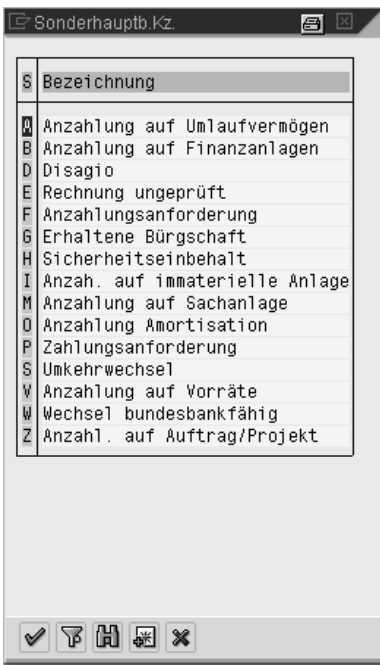 Sonderhauptb.Kz.
S Bezeichnung
A Anzahlung auf Umlaufvermögen
B Anzahlung auf Finanzanlagen
D Disagio
E Rechnung ungeprüft
F Anzahlungsanforderung
G Erhaltene Bürgschaft
H Sicherheitseinbehalt
I Anzah. auf immaterielle Anlage
M Anzahlung auf Sachanlage
O Anzahlung Amortisation
P Zahlungsanforderung
S Umkehrwechsel
V Anzahlung auf Vorräte
W Wechsel bundesbankfähig
Z Anzahl. auf Auftrag/Projekt